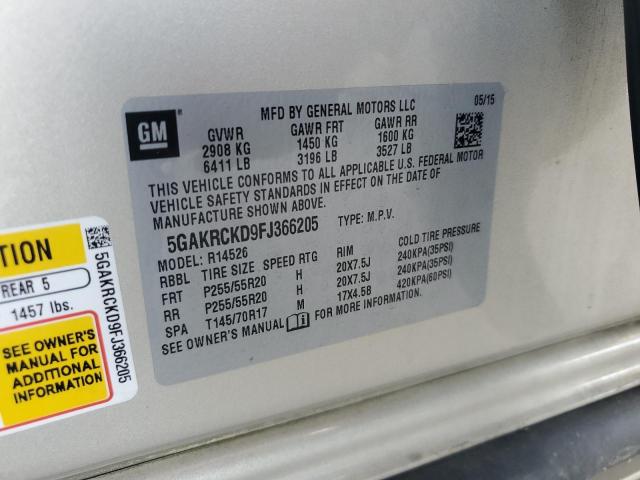 GM
MFD BY GENERAL MOTORS LLC 05/15
GVWR GAWR FRT GAWR RR
2908 KG 1450 KG 1600 KG
6411 LB 3196 LB 3527 LB
THIS VEHICLE CONFORMS TO ALL APPLICABLE U.S. FEDERAL MOTOR
VEHICLE SAFETY STANDARDS IN EFFECT ON THE DATE OF
MANUFACTURE SHOWN ABOVE.
5GAKRCKD9FJ366205 TYPE: M.P.V.
MODEL: R14526
RBBL TIRE SIZE SPEED RTG RIM COLD TIRE PRESSURE
FRT P255/55R20 H 20X7.5J 240KPA(35PSI)
RR P255/55R20 H 20X7.5J 240KPA(35PSI)
SPA T145/70R17 M 17X4.5B 420KPA(60PSI)
SEE OWNER'S MANUAL FOR MORE INFORMATION.
TION
REAR 5
1457 lbs.
SEE OWNER'S
MANUAL FOR
ADDITIONAL
INFORMATION
5GAKRCKD9FJ366205